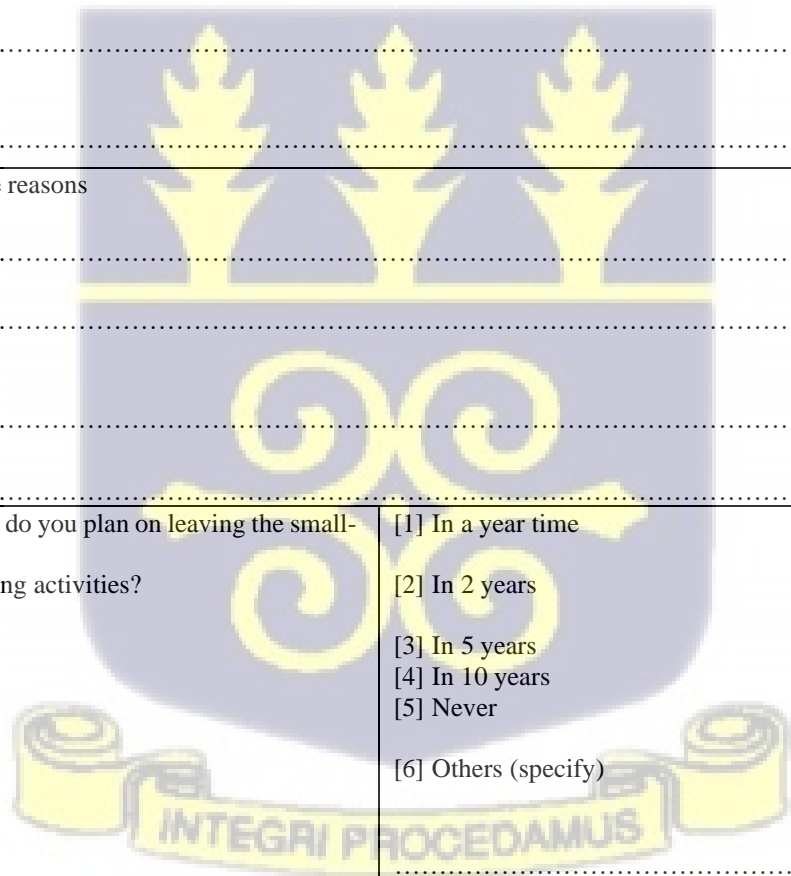 ………………………………………………………………
………………………………………………………………
reasons
………………………………………………………………
………………………………………………………………
………………………………………………………………
………………………………………………………………
do you plan on leaving the small-
ng activities?
[1] In a year time
[2] In 2 years
[3] In 5 years
[4] In 10 years
[5] Never
[6] Others (specify)
………………………………………
INTEGRI PROCEDAMUS